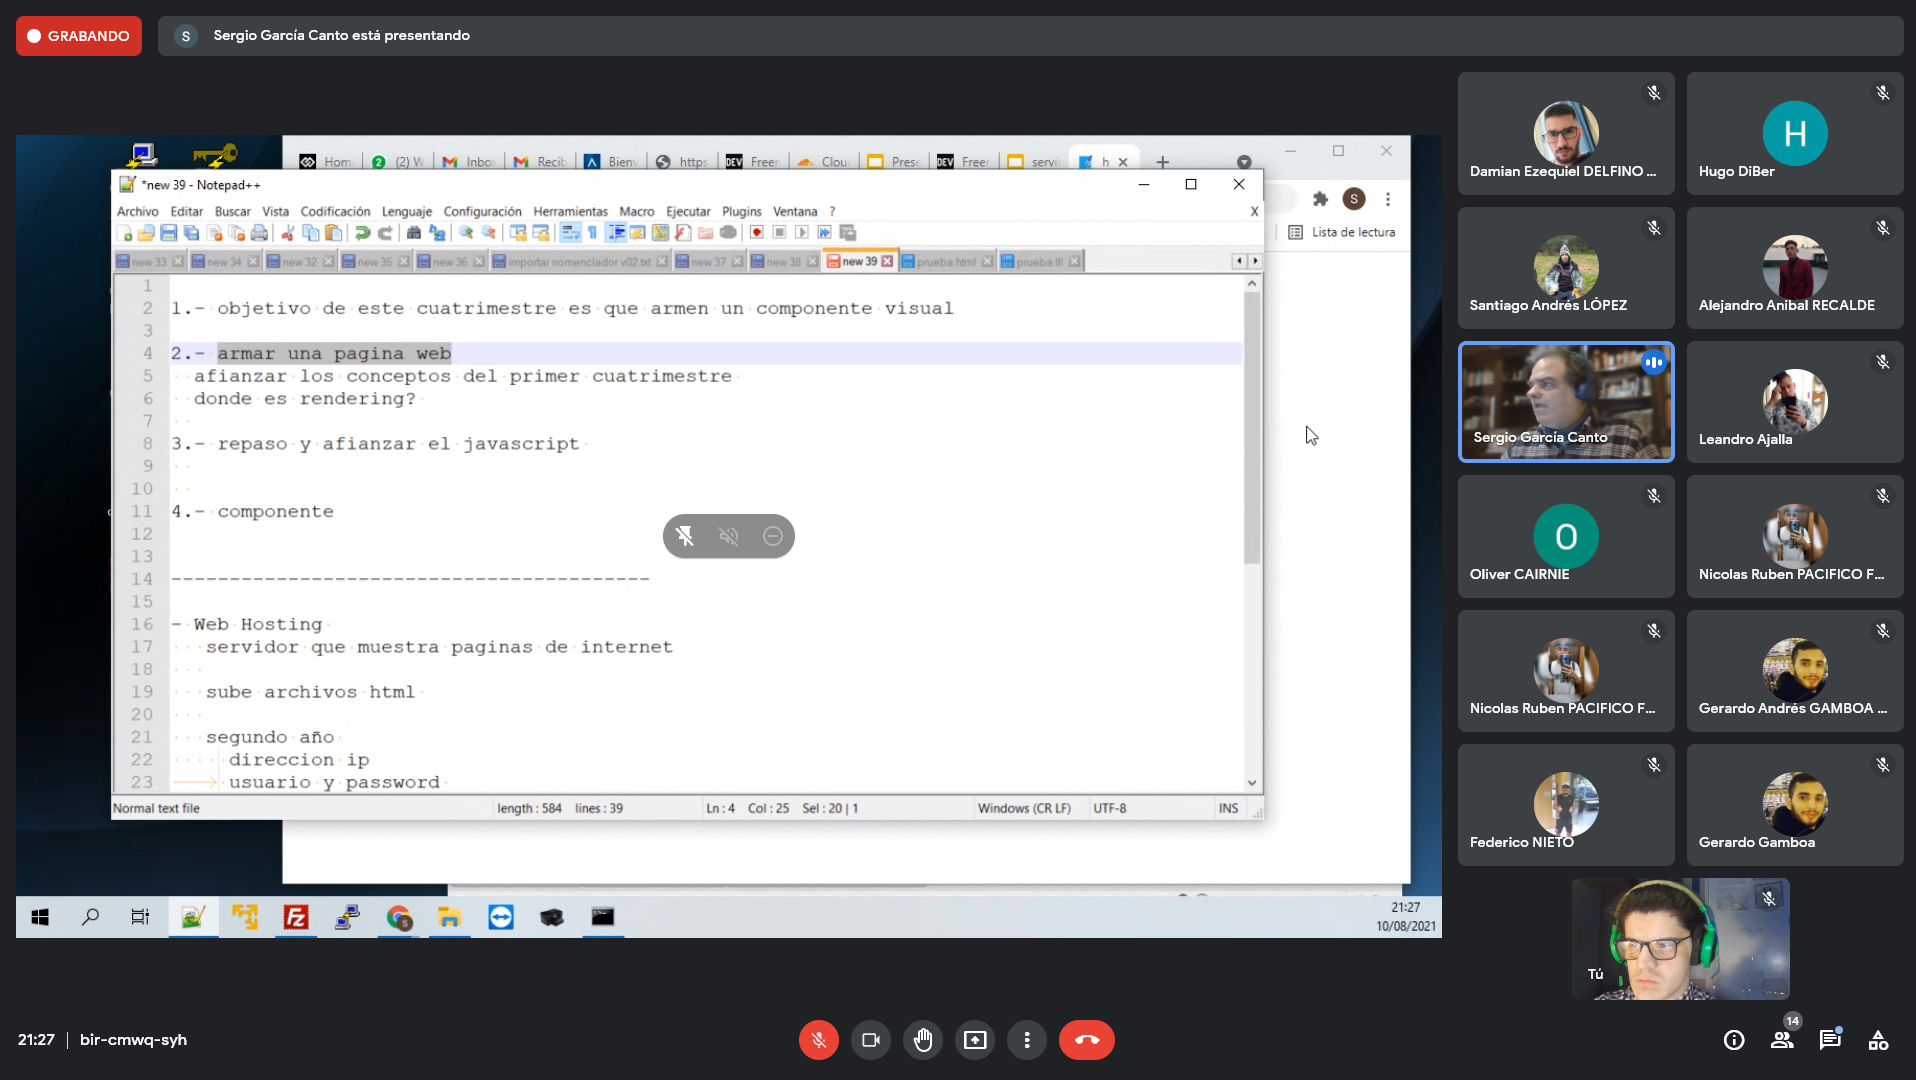 GRABANDO
S
Sergio García Canto está presentando
Hom
2
(2) W
Inbo
Recib
Bienv
https
DEV
Freen
Clou
Prese
DEV
Freen
servi
h
*new 39 - Notepad++
Archivo Editar Buscar Vista Codificación Lenguaje Configuración Herramientas Macro Ejecutar Plugins Ventana ?
X
S
Lista de lectura
new 33
new 34
new 32
new 35
new 36
importar nomenclador v02.txt
new 37
new 38
new 39
prueba.html
prueba.lll
1
2 1.- objetivo de este cuatrimestre es que armen un componente visual
3
4 2.- armar una pagina web
5 afianzar los conceptos del primer cuatrimestre
6 donde es rendering?
7
8 3.- repaso y afianzar el javascript
9
10
11 4.- componente
12
13
14 -----------------------------------------
15
16 - Web Hosting
17 servidor que muestra paginas de internet
18
19 sube archivos html
20
21 segundo año
22 direccion ip
23 usuario y password
Normal text file
length : 584 lines : 39
Ln : 4 Col : 25 Sel : 20 | 1
Windows (CR LF)
UTF-8
INS
Fz
S
21:27
10/08/2021
Damian Ezequiel DELFINO ...
H
Hugo DiBer
Santiago Andrés LÓPEZ
Alejandro Anibal RECALDE
Sergio García Canto
Leandro Ajalla
O
Oliver CAIRNIE
Nicolas Ruben PACIFICO F...
Nicolas Ruben PACIFICO F...
Gerardo Andrés GAMBOA ...
Federico NIETO
Gerardo Gamboa
Tú
21:27 | bir-cmwq-syh
14